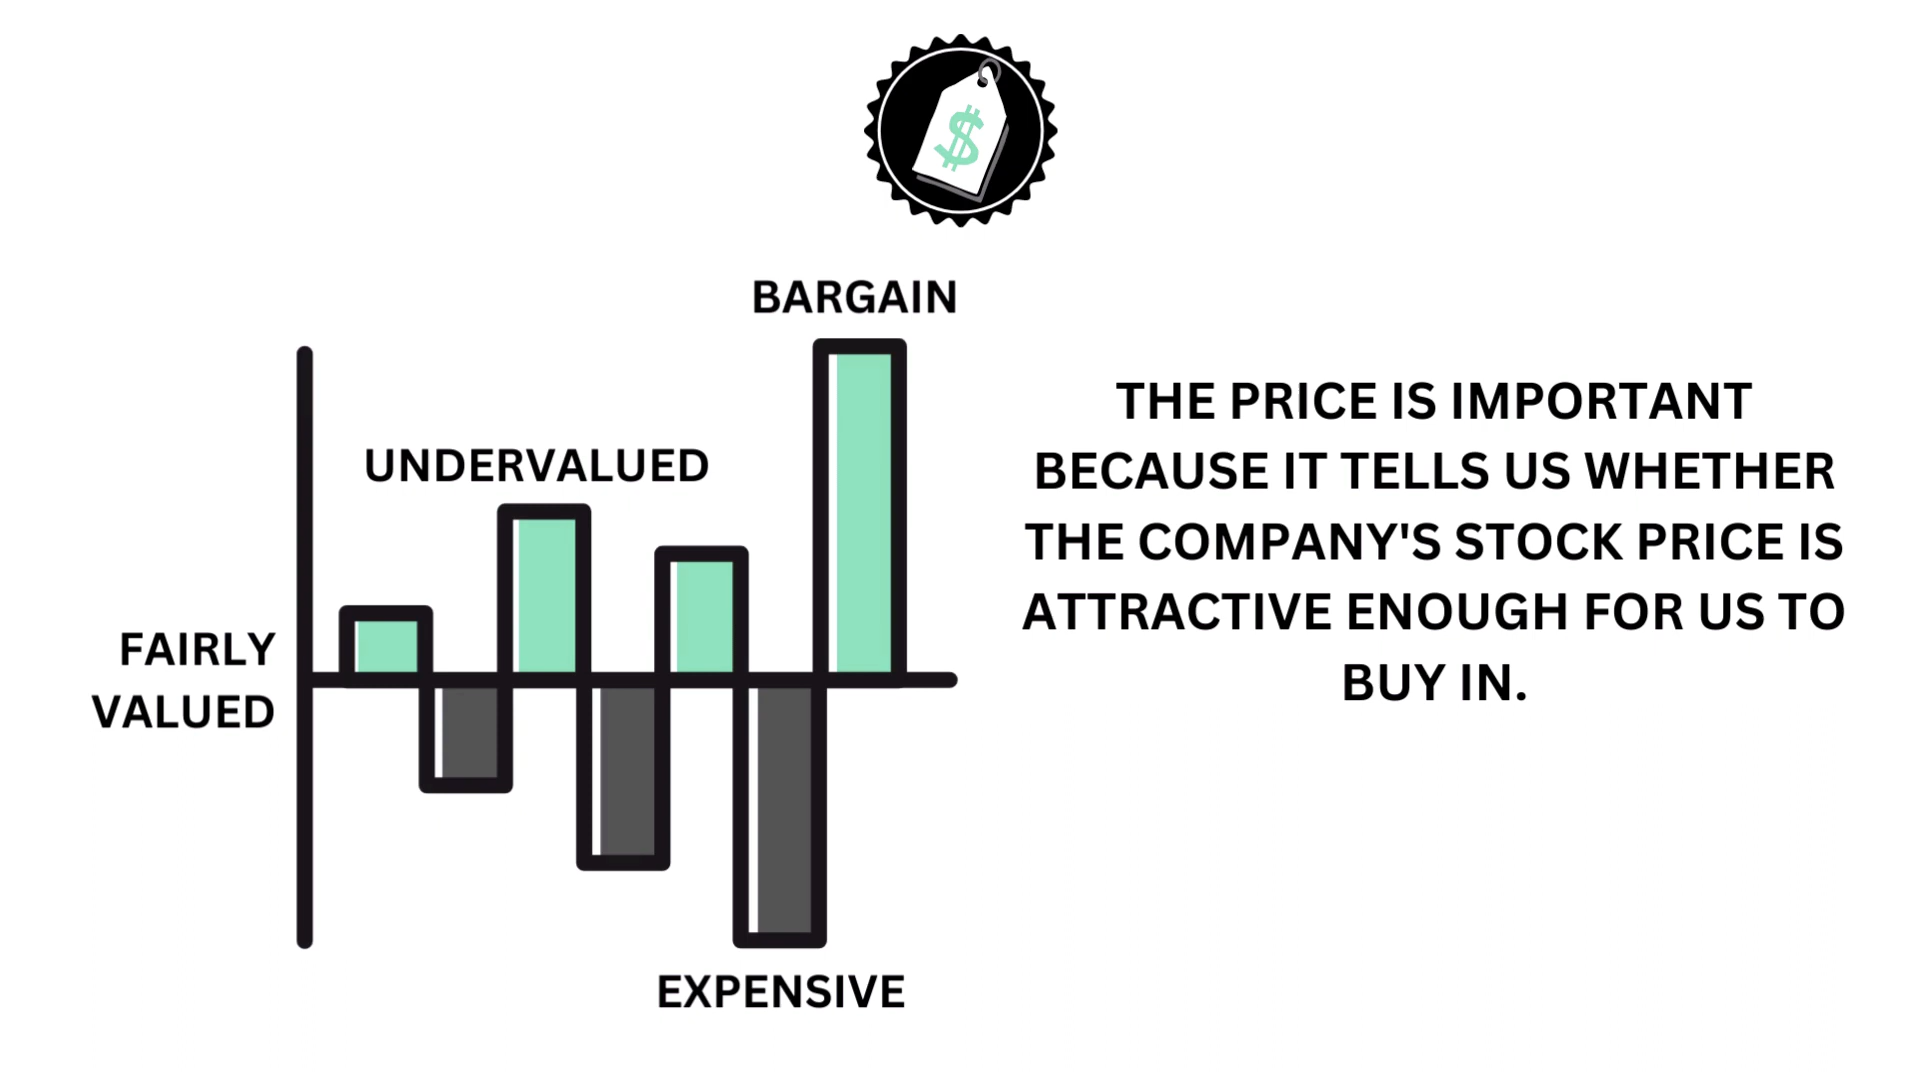 $
BARGAIN
UNDERVALUED
FAIRLY
VALUED
EXPENSIVE
THE PRICE IS IMPORTANT
BECAUSE IT TELLS US WHETHER
THE COMPANY'S STOCK PRICE IS
ATTRACTIVE ENOUGH FOR US TO
BUY IN.